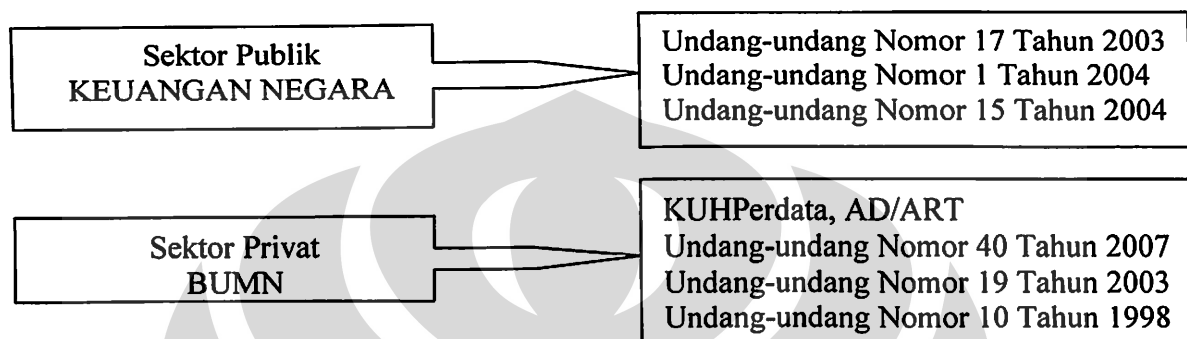 Sektor Publik
KEUANGAN NEGARA
Undang-undang Nomor 17 Tahun 2003
Undang-undang Nomor 1 Tahun 2004
Undang-undang Nomor 15 Tahun 2004
Sektor Privat
BUMN
KUHPerdata, AD/ART
Undang-undang Nomor 40 Tahun 2007
Undang-undang Nomor 19 Tahun 2003
Undang-undang Nomor 10 Tahun 1998